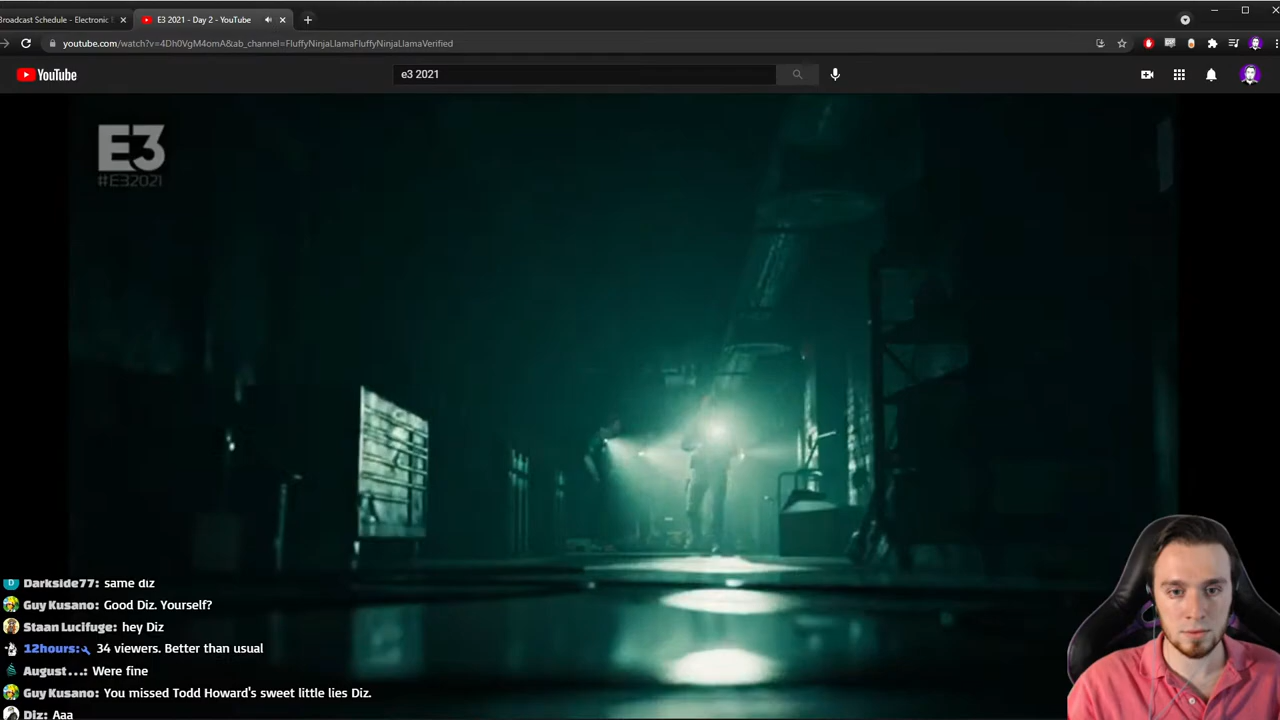 Broadcast Schedule - Electronic E
E3 2021 - Day 2 - YouTube
youtube.com/watch?v=4Dh0VgM4omA&ab_channel=FluffyNinjaLlamaFluffyNinjaLlamaVerified
YouTube
e3 2021
E3
#E32021
D Darkside77: same diz
Guy Kusano: Good Diz. Yourself?
Staan Lucifuge: hey Diz
12hours: 34 viewers. Better than usual
August...: Were fine
Guy Kusano: You missed Todd Howard's sweet little lies Diz.
Diz: Aaa